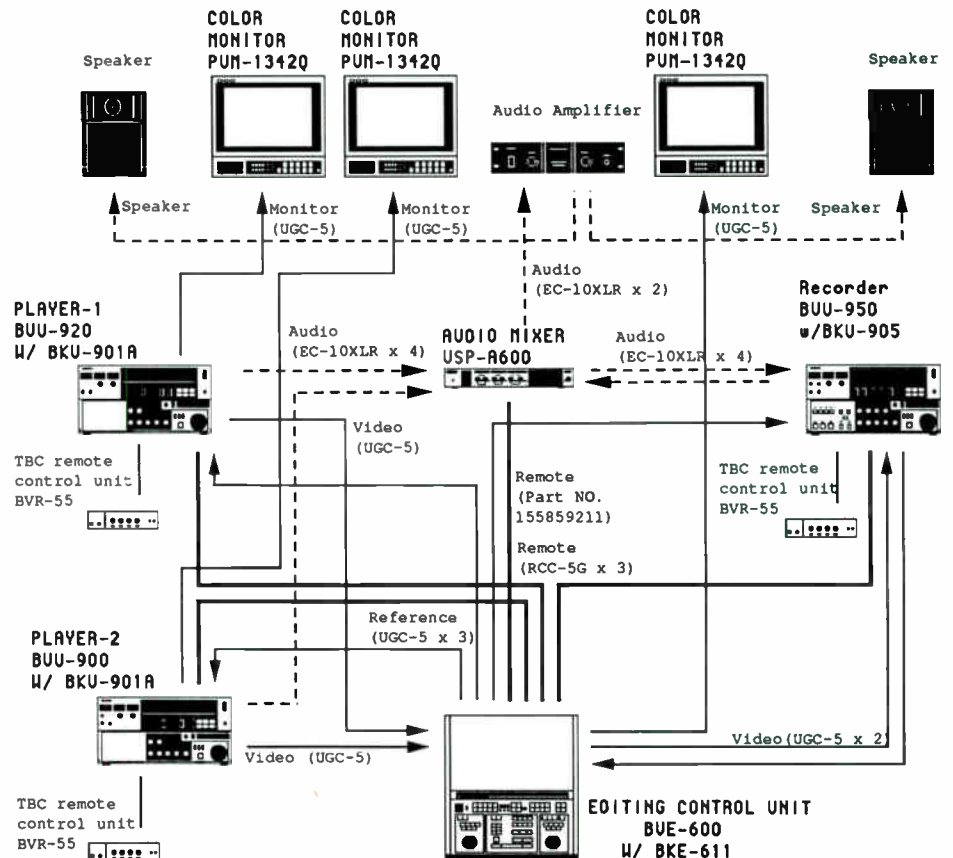 COLOR
MONITOR
PVM-1342Q
COLOR
MONITOR
PVM-1342Q
COLOR
MONITOR
PVM-1342Q
Speaker
Speaker
Audio Amplifier
Speaker
Monitor
(UGC-5)
Monitor
(UGC-5)
Monitor
(UGC-5)
Speaker
Audio
(EC-10XLR x 2)
PLAYER-1
BVU-920
W/ BKU-901A
Audio
(EC-10XLR x 4)
AUDIO MIXER
VSP-A600
Audio
(EC-10XLR x 4)
Recorder
BVU-950
w/BKU-905
Video
(UGC-5)
TBC remote
control unit
BVR-55
Remote
(Part NO.
155859211)
TBC remote
control unit
BVR-55
Remote
(RCC-5G x 3)
Reference
(UGC-5 x 3)
PLAYER-2
BVU-900
W/ BKU-901A
Video (UGC-5)
Video(UGC-5 x 2)
TBC remote
control unit
BVR-55
EDITING CONTROL UNIT
BVE-600
W/ BKE-611